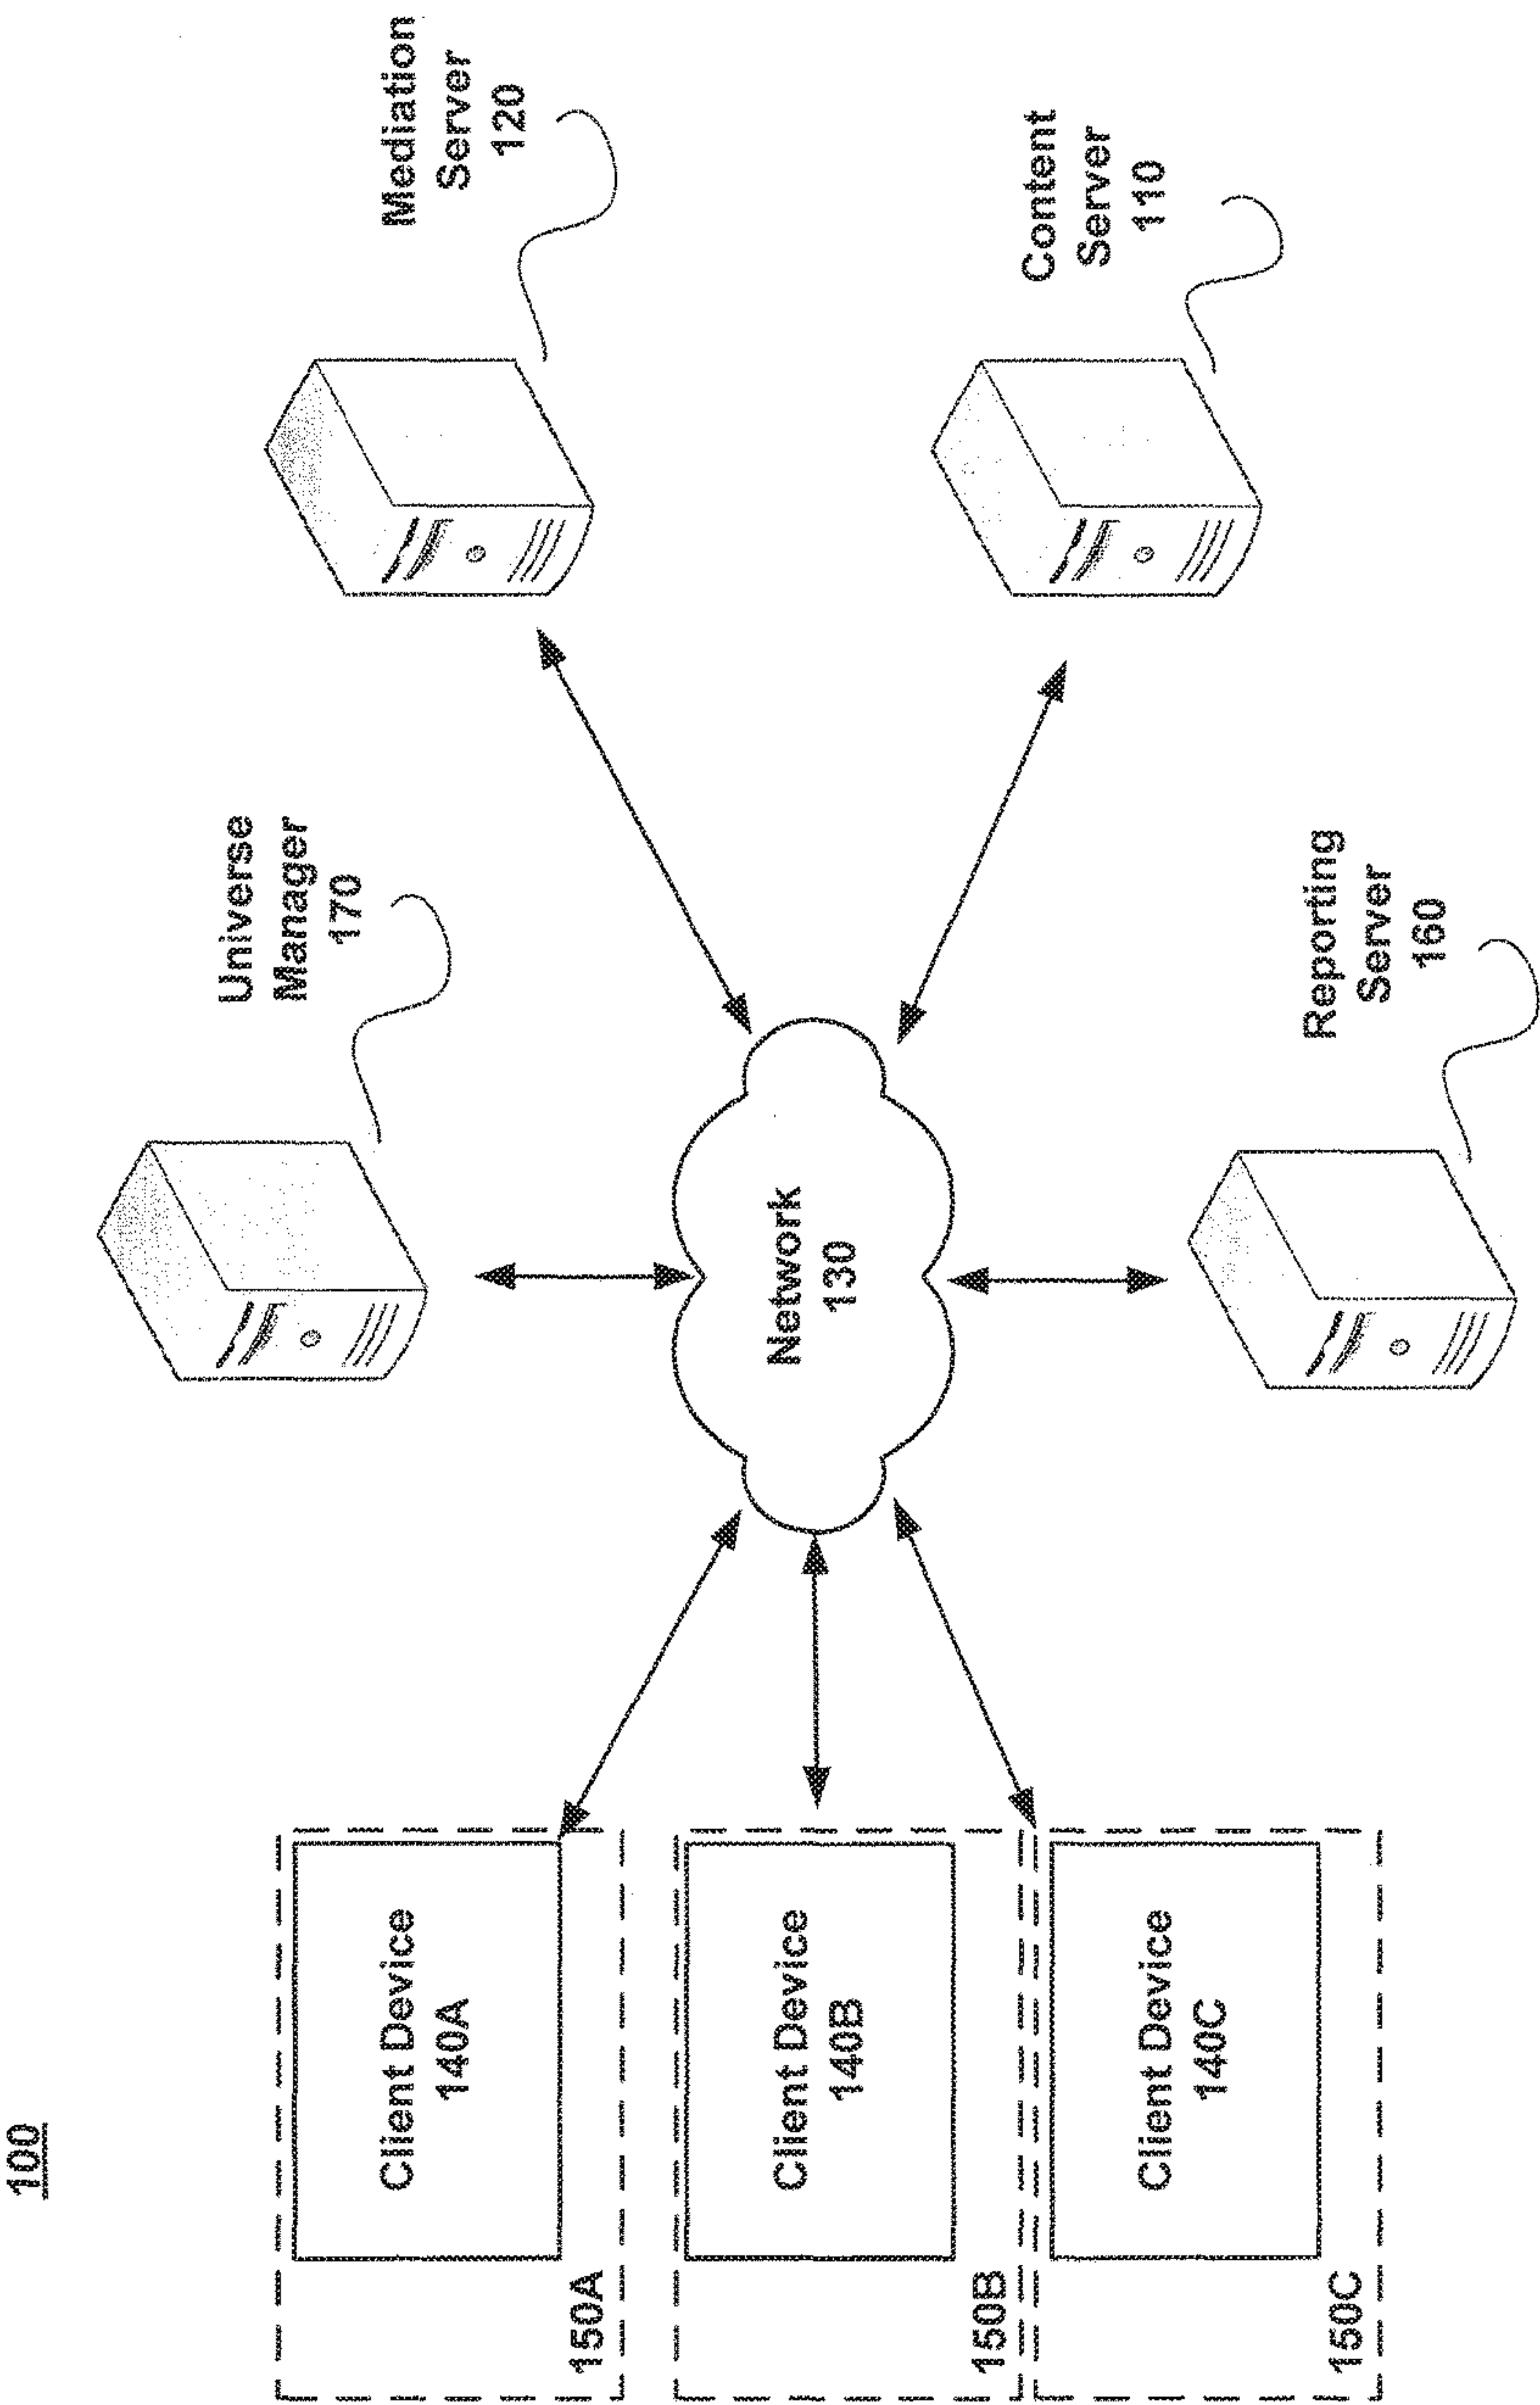 100
Universe
Manager
170
Mediation
Server
120
Client Device
140A
150A
Network
130
Client Device
140B
150B
Content
Server
110
Client Device
140C
150C
Reporting
Server
160